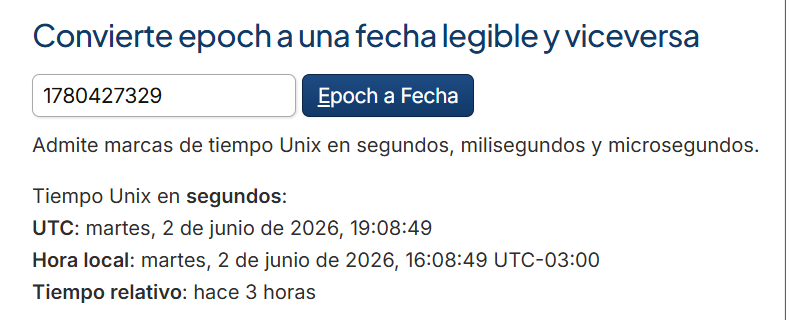 Convierte epoch a una fecha legible y viceversa
1780427329
Epoch a Fecha
Admite marcas de tiempo Unix en segundos, milisegundos y microsegundos.
Tiempo Unix en segundos:
UTC: martes, 2 de junio de 2026, 19:08:49
Hora local: martes, 2 de junio de 2026, 16:08:49 UTC-03:00
Tiempo relativo: hace 3 horas